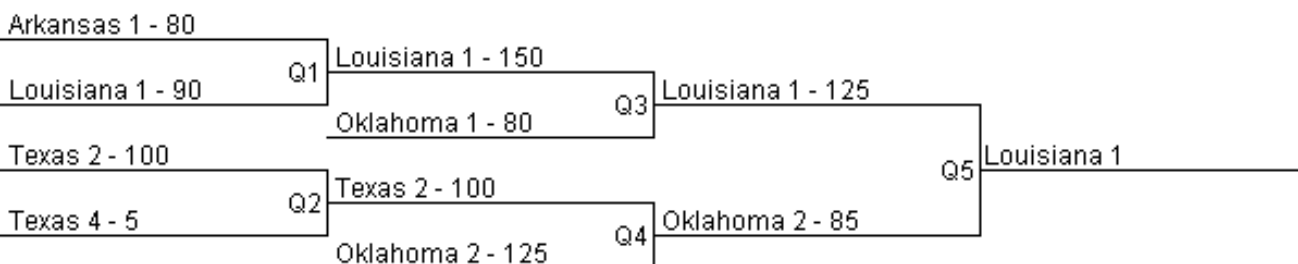 Arkansas 1 - 80
Louisiana 1 - 150
Q1
Louisiana 1 - 90
Louisiana 1 - 125
Q3
Oklahoma 1 - 80
Texas 2 - 100
Louisiana 1
Q5
Texas 2 - 100
Q2
Texas 4 - 5
Oklahoma 2 - 85
Q4
Oklahoma 2 - 125